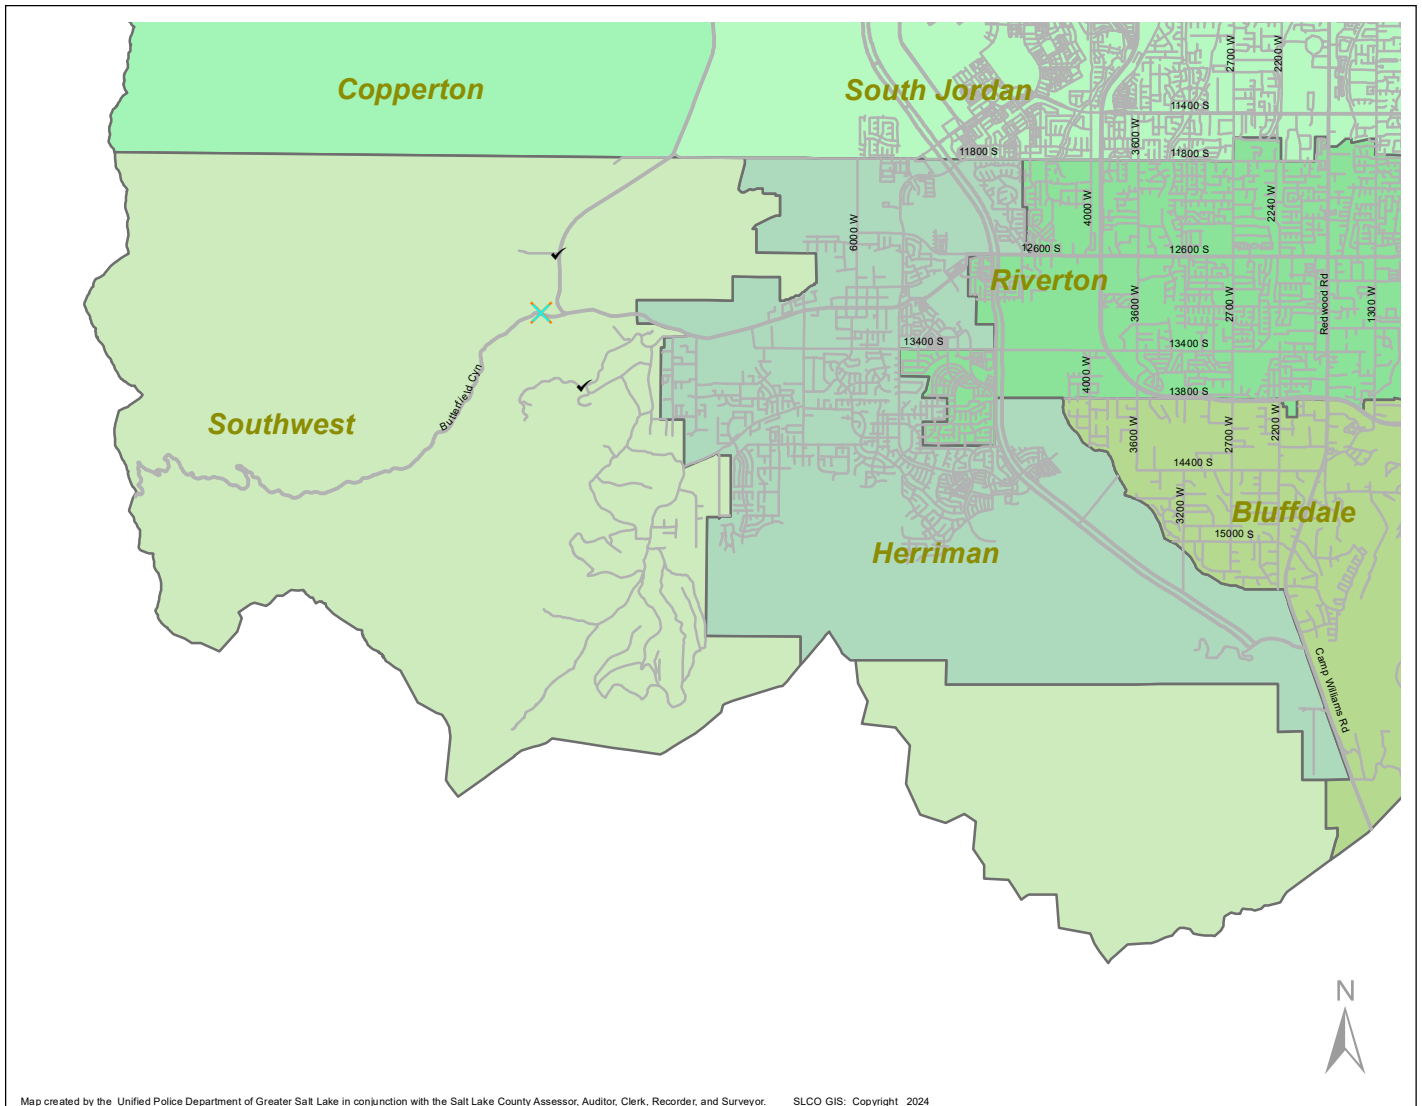 Copperton
South Jordan
2700 W
2200 W
11400 S
3600 W
11800 S
11800 S
4000 W
2240 W
6000 W
12600 S
12600 S
Riverton
3600 W
2700 W
Redwood Rd
1300 W
13400 S
13400 S
4000 W
13800 S
Butterfield Cyn
Southwest
3600 W
2700 W
2200 W
14400 S
3200 W
Bluffdale
15000 S
Herriman
Camp Williams Rd
N
Map created by the Unified Police Department of Greater Salt Lake in conjunction with the Salt Lake County Assessor, Auditor, Clerk, Recorder, and Surveyor. SLCO GIS: Copyright 2024